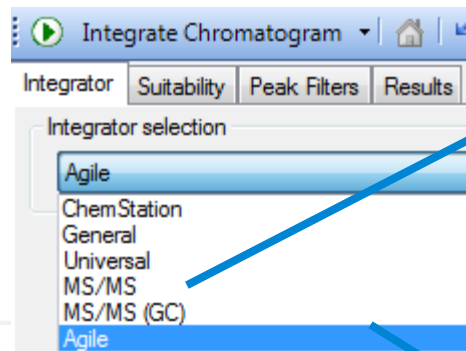 Integrate Chromatogram
Integrator Suitability Peak Filters Results
Integrator selection
Agile
ChemStation
General
Universal
MS/MS
MS/MS (GC)
Agile